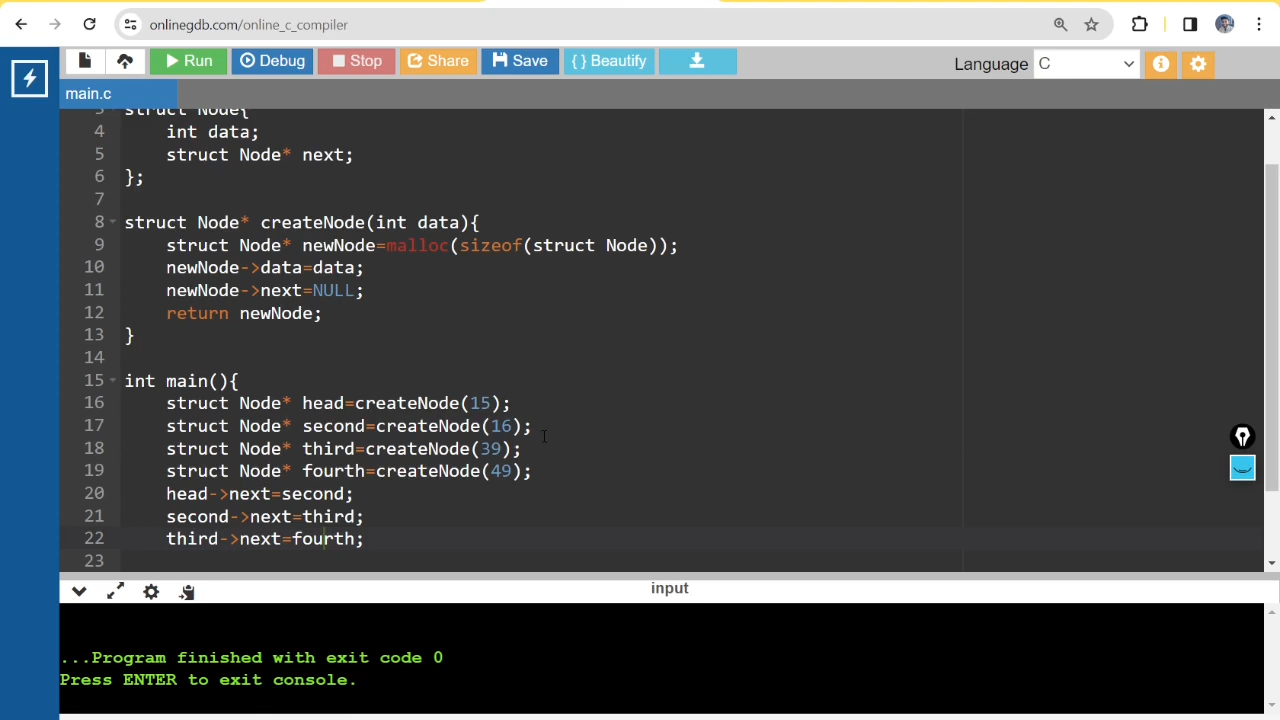 onlinegdb.com/online_c_compiler
Run Debug Stop Share Save { } Beautify Language C
main.c
3 struct Node{
4 int data;
5 struct Node* next;
6 };
7
8 struct Node* createNode(int data){
9 struct Node* newNode=malloc(sizeof(struct Node));
10 newNode->data=data;
11 newNode->next=NULL;
12 return newNode;
13 }
14
15 int main(){
16 struct Node* head=createNode(15);
17 struct Node* second=createNode(16);
18 struct Node* third=createNode(39);
19 struct Node* fourth=createNode(49);
20 head->next=second;
21 second->next=third;
22 third->next=fourth;
23
input
...Program finished with exit code 0
Press ENTER to exit console.